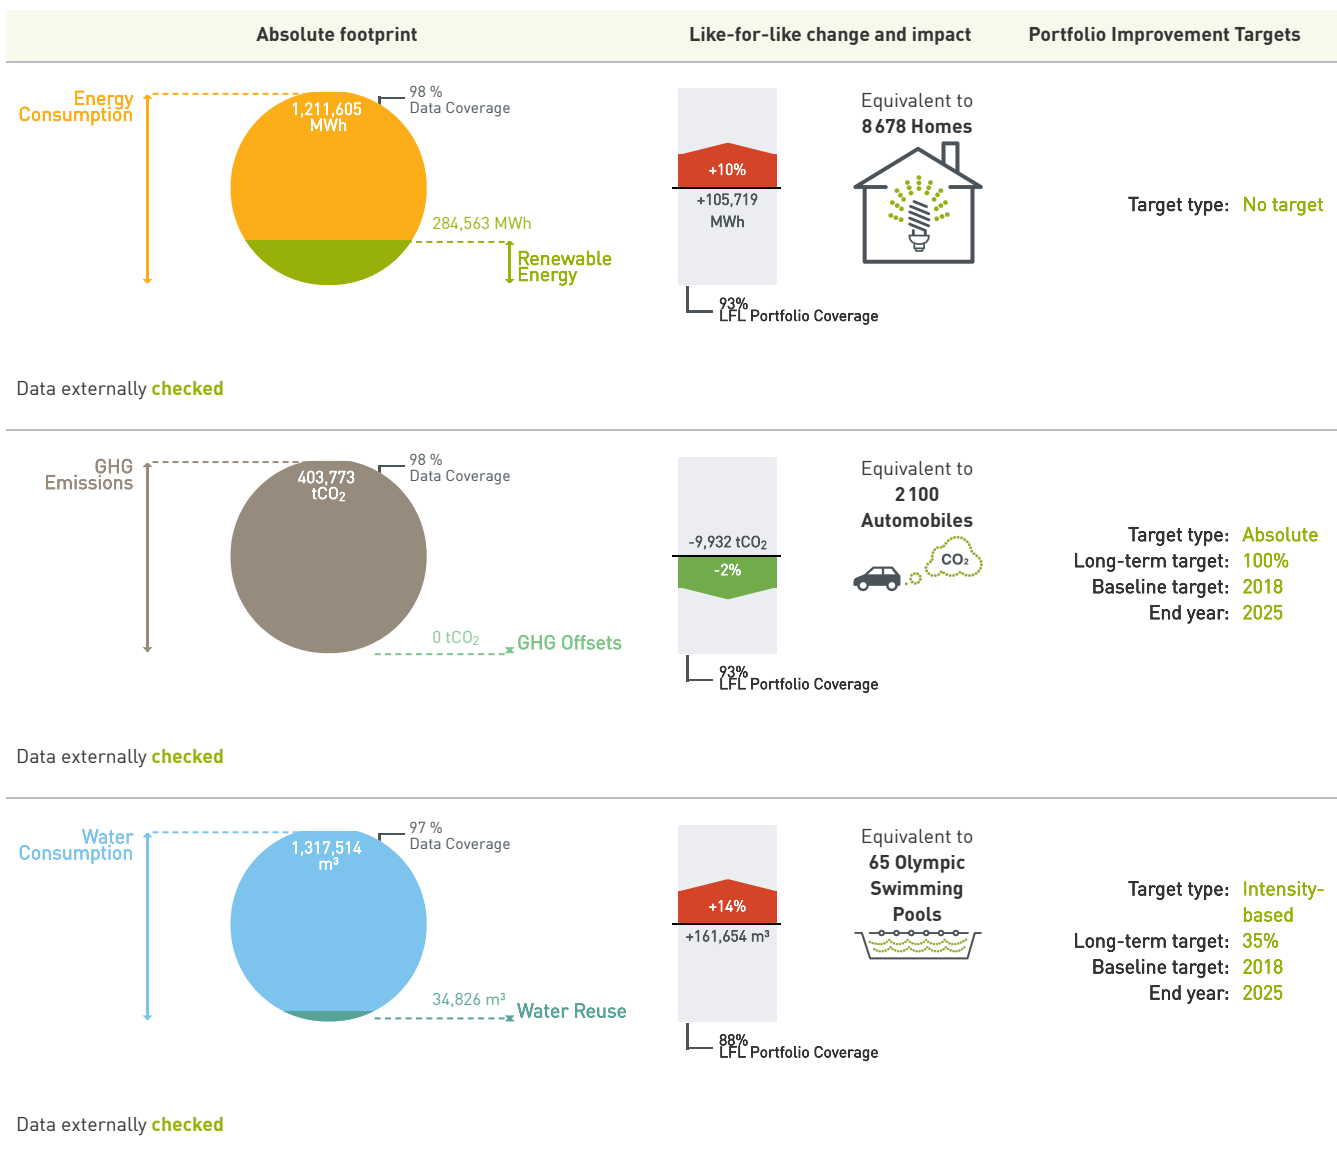 Absolute footprint
Like-for-like change and impact
Portfolio Improvement Targets
Energy
Consumption
1,211,605
MWh
98 %
Data Coverage
284,563 MWh
Renewable
Energy
+10%
+105,719
MWh
93%
LFL Portfolio Coverage
Equivalent to
8 678 Homes
Target type: No target
Data externally checked
GHG
Emissions
403,773
tCO₂
98 %
Data Coverage
0 tCO₂
GHG Offsets
-9,932 tCO₂
-2%
93%
LFL Portfolio Coverage
Equivalent to
2 100
Automobiles
CO₂
Target type: Absolute
Long-term target: 100%
Baseline target: 2018
End year: 2025
Data externally checked
Water
Consumption
1,317,514
m³
97 %
Data Coverage
34,826 m³
Water Reuse
+14%
+161,654 m³
88%
LFL Portfolio Coverage
Equivalent to
65 Olympic
Swimming
Pools
Target type: Intensity-
based
Long-term target: 35%
Baseline target: 2018
End year: 2025
Data externally checked